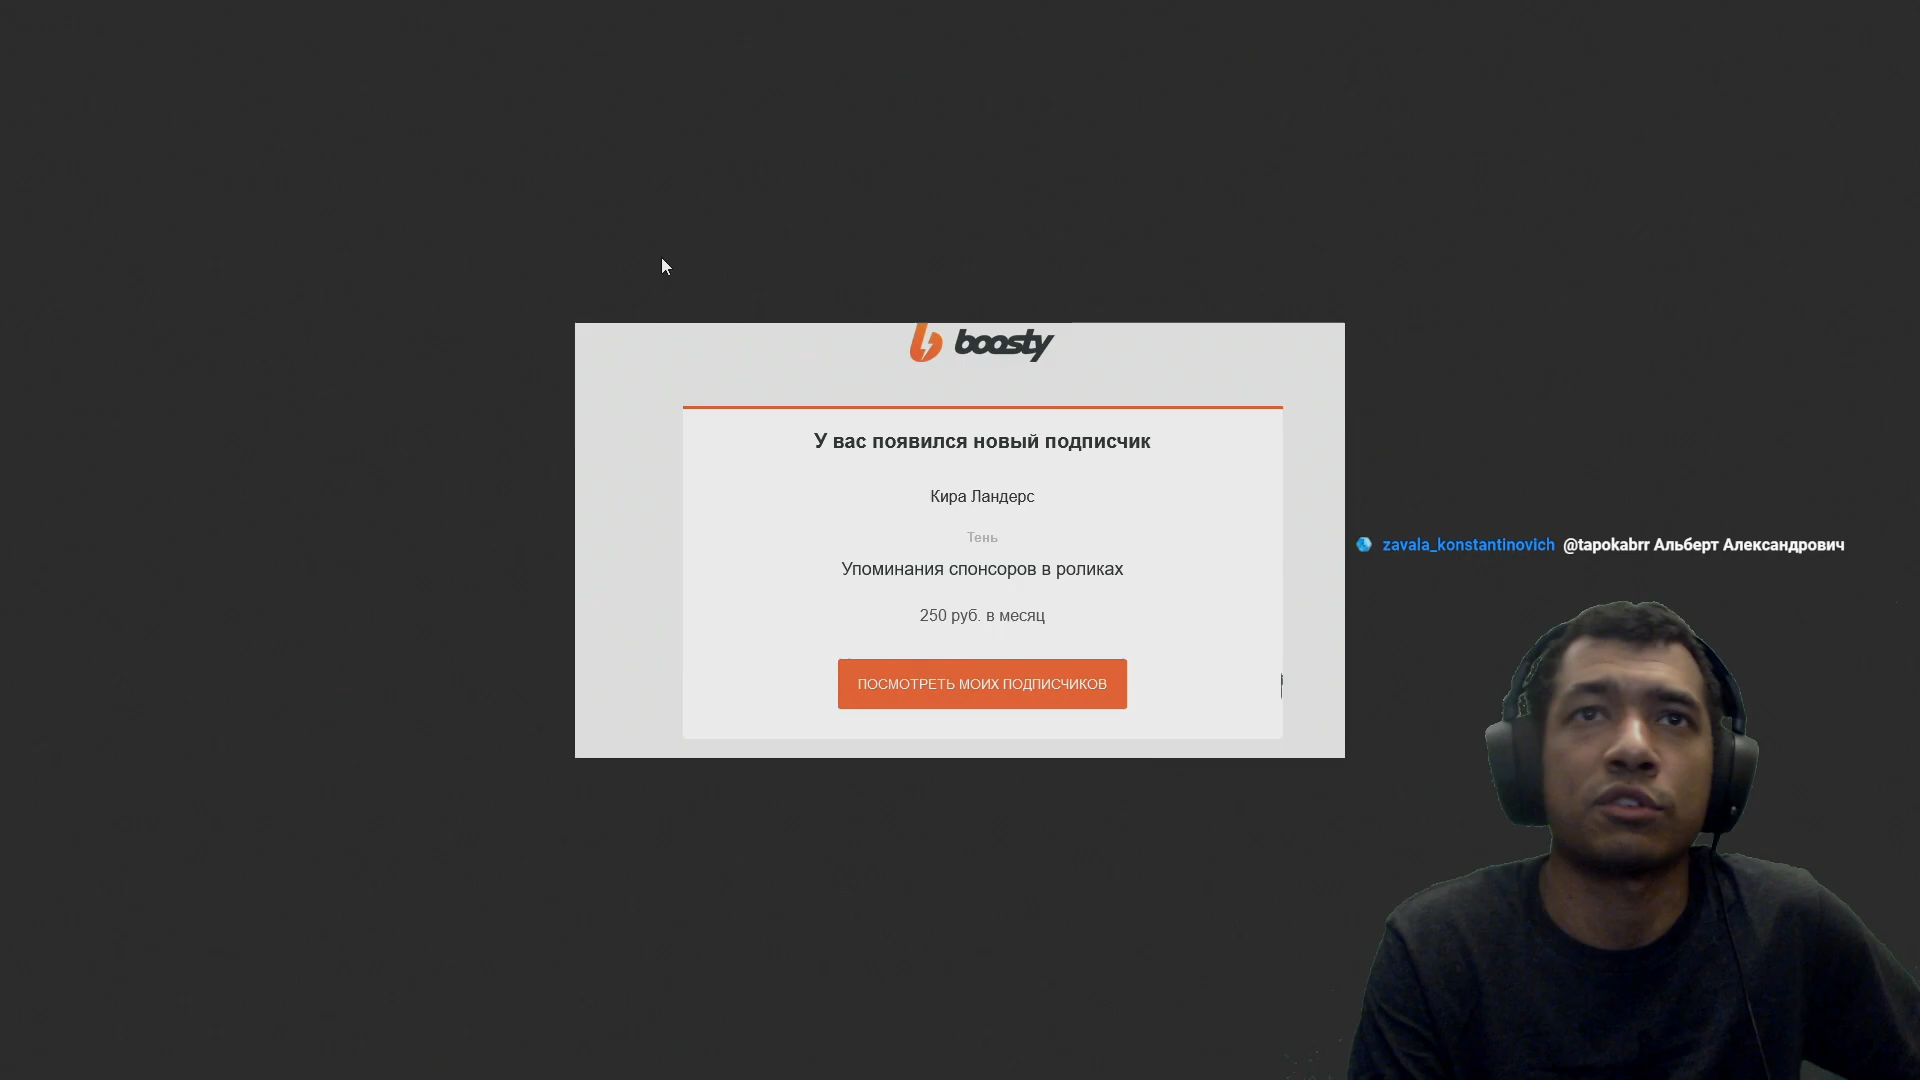 boosty
У вас появился новый подписчик
Кира Ландерс
Тень
Упоминания спонсоров в роликах
250 руб. в месяц
ПОСМОТРЕТЬ МОИХ ПОДПИСЧИКОВ
zavala_konstantinovich @tapokabrr Альберт Александрович